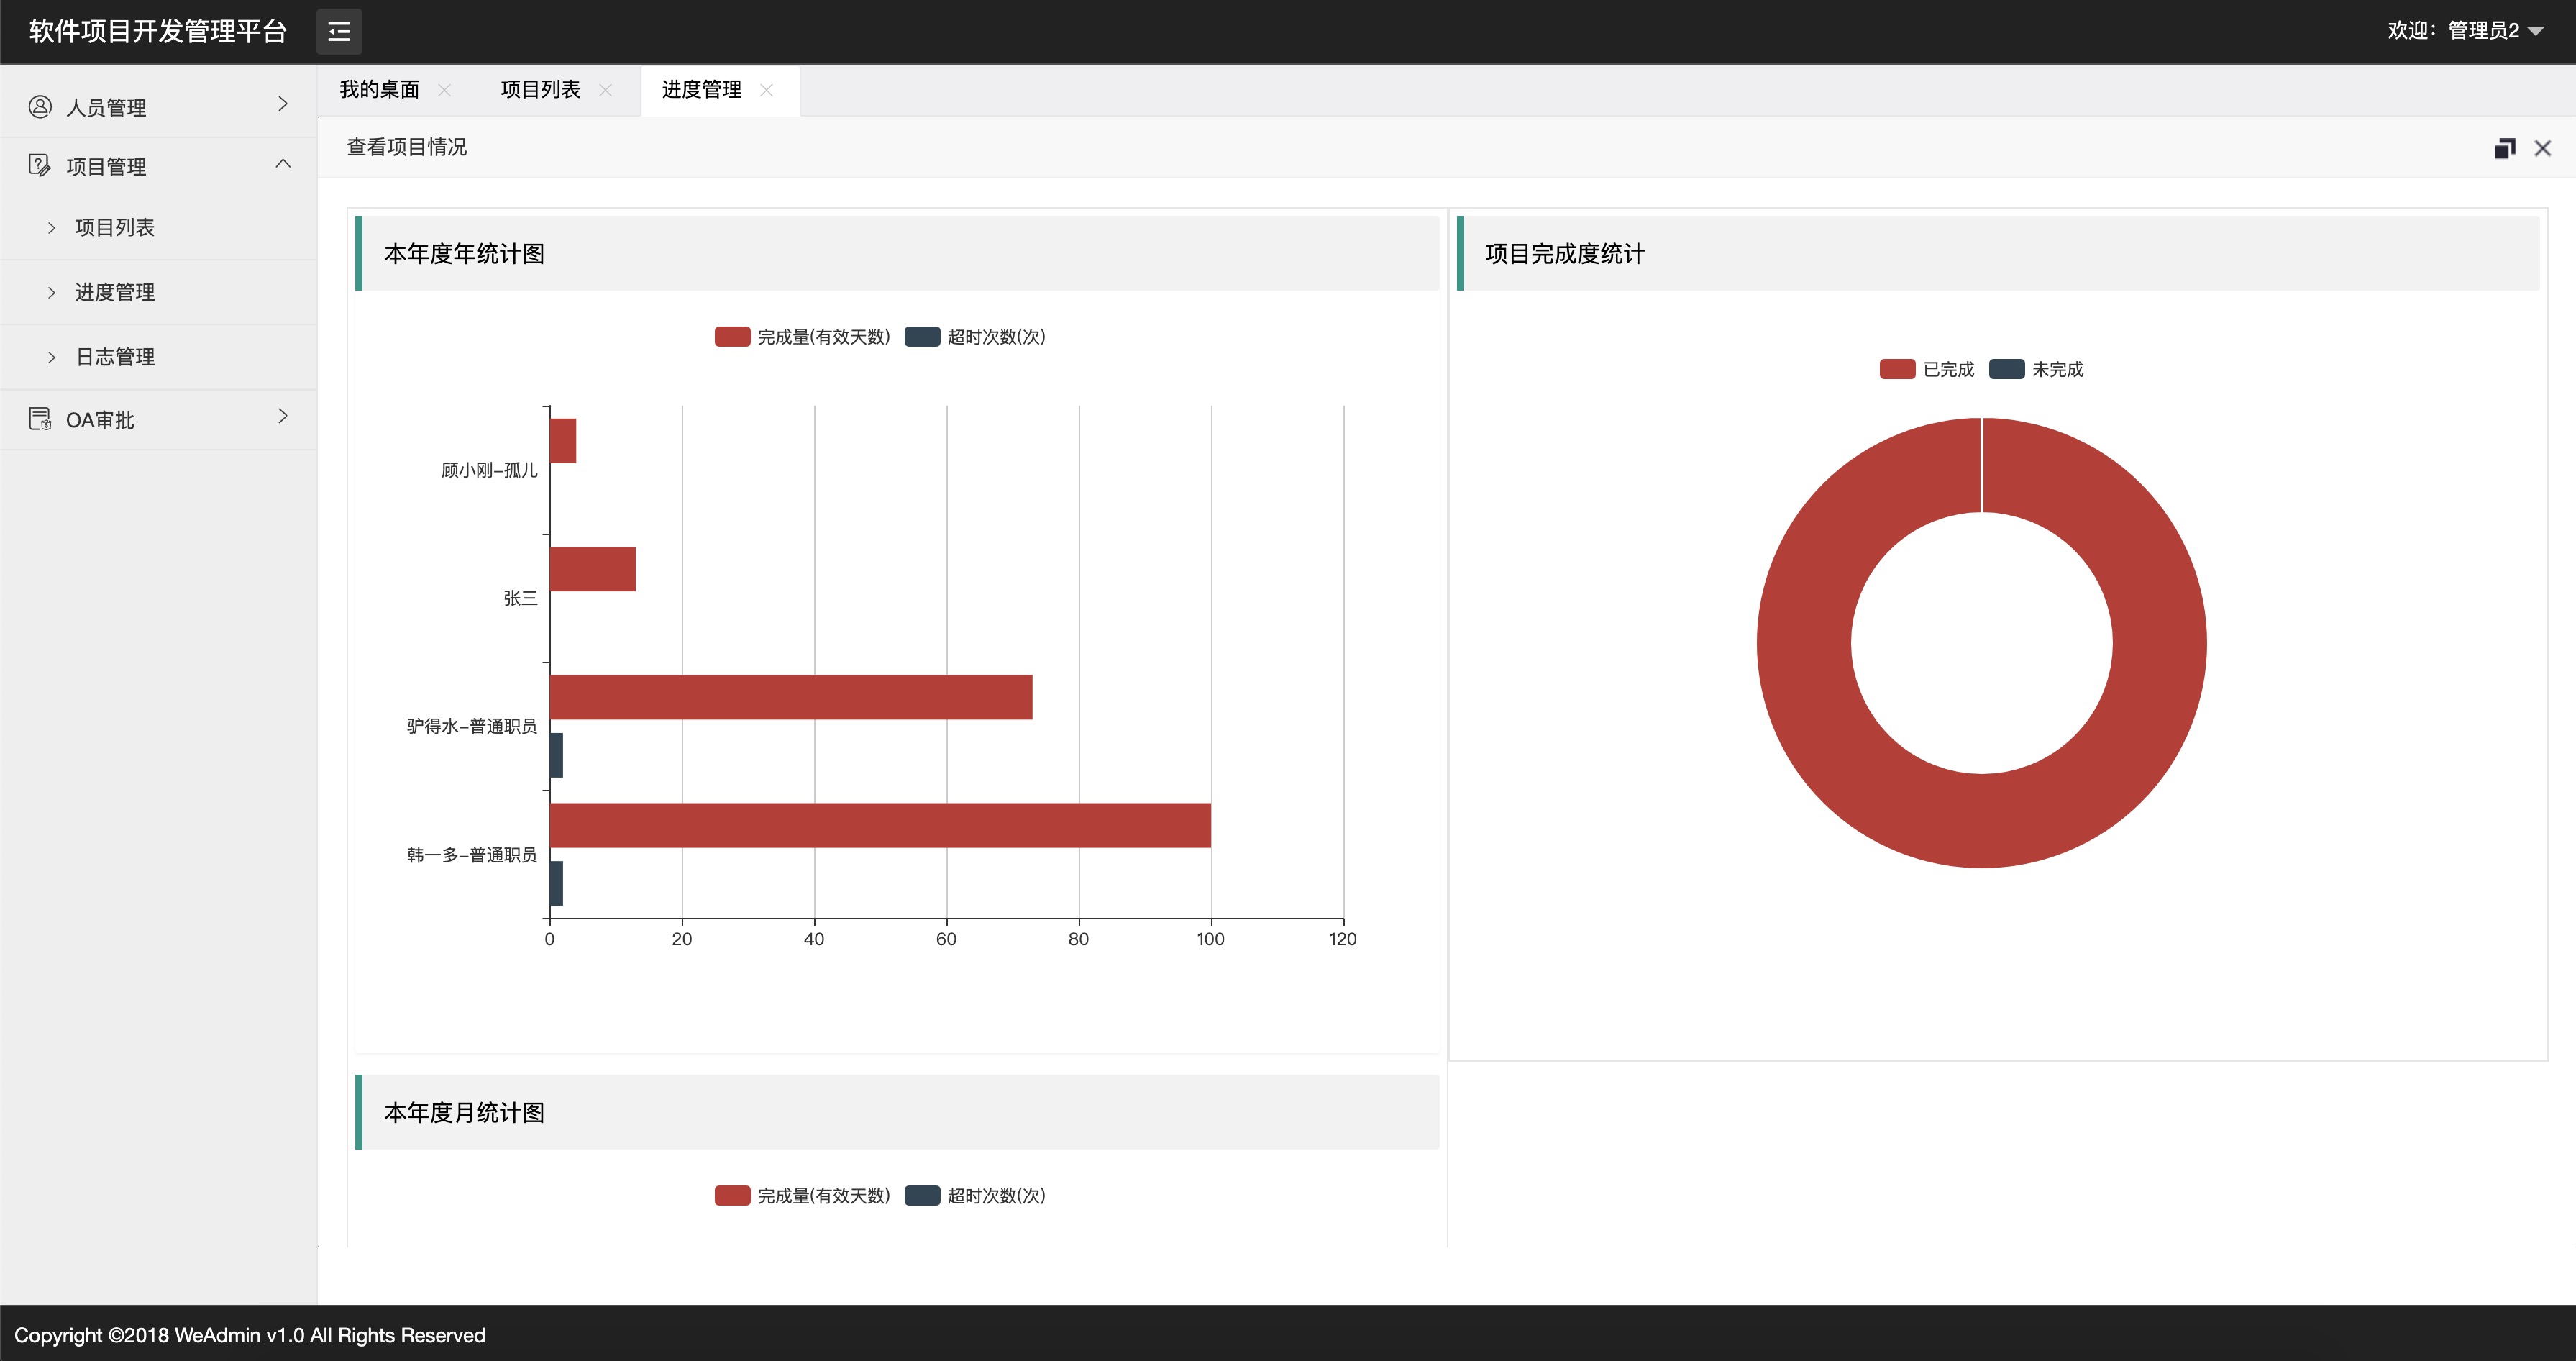 软件项目开发管理平台
欢迎：管理员2
人员管理
项目管理
项目列表
进度管理
日志管理
OA审批
我的桌面 项目列表 进度管理
查看项目情况
本年度年统计图
完成量(有效天数) 超时次数(次)
顾小刚-孤儿
张三
驴得水-普通职员
韩一多-普通职员
0 20 40 60 80 100 120
项目完成度统计
已完成 未完成
本年度月统计图
完成量(有效天数) 超时次数(次)
Copyright ©2018 WeAdmin v1.0 All Rights Reserved